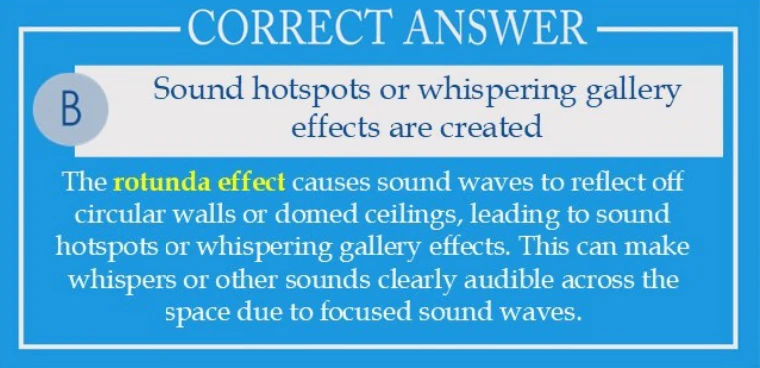 CORRECT ANSWER
B
Sound hotspots or whispering gallery
effects are created
The rotunda effect causes sound waves to reflect off
circular walls or domed ceilings, leading to sound
hotspots or whispering gallery effects. This can make
whispers or other sounds clearly audible across the
space due to focused sound waves.